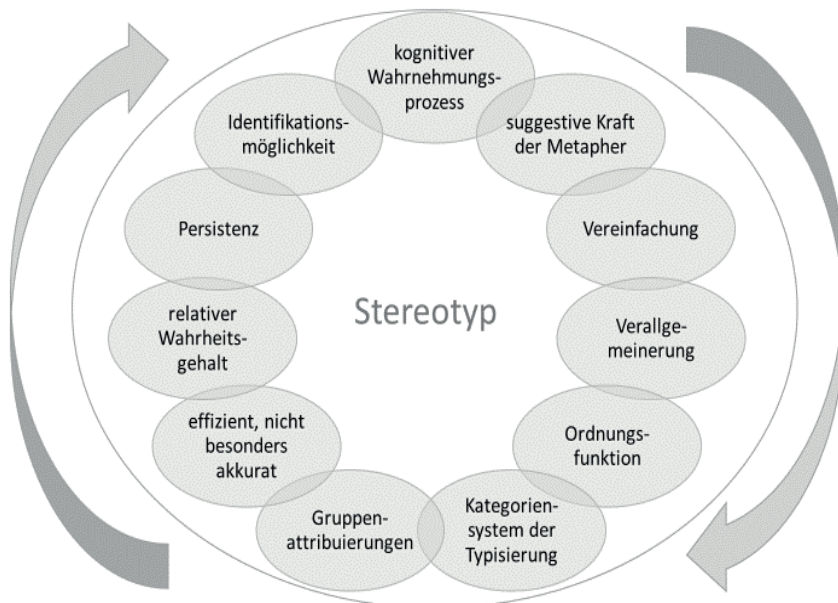 kognitiver
Wahrnehmungs-
prozess
suggestive Kraft
der Metapher
Vereinfachung
Verallge-
meinerung
Ordnungs-
funktion
Kategorien-
system der
Typisierung
Gruppen-
attribuierungen
effizient, nicht
besonders
akkurat
relativer
Wahrheits-
gehalt
Persistenz
Identifikations-
möglichkeit
Stereotyp